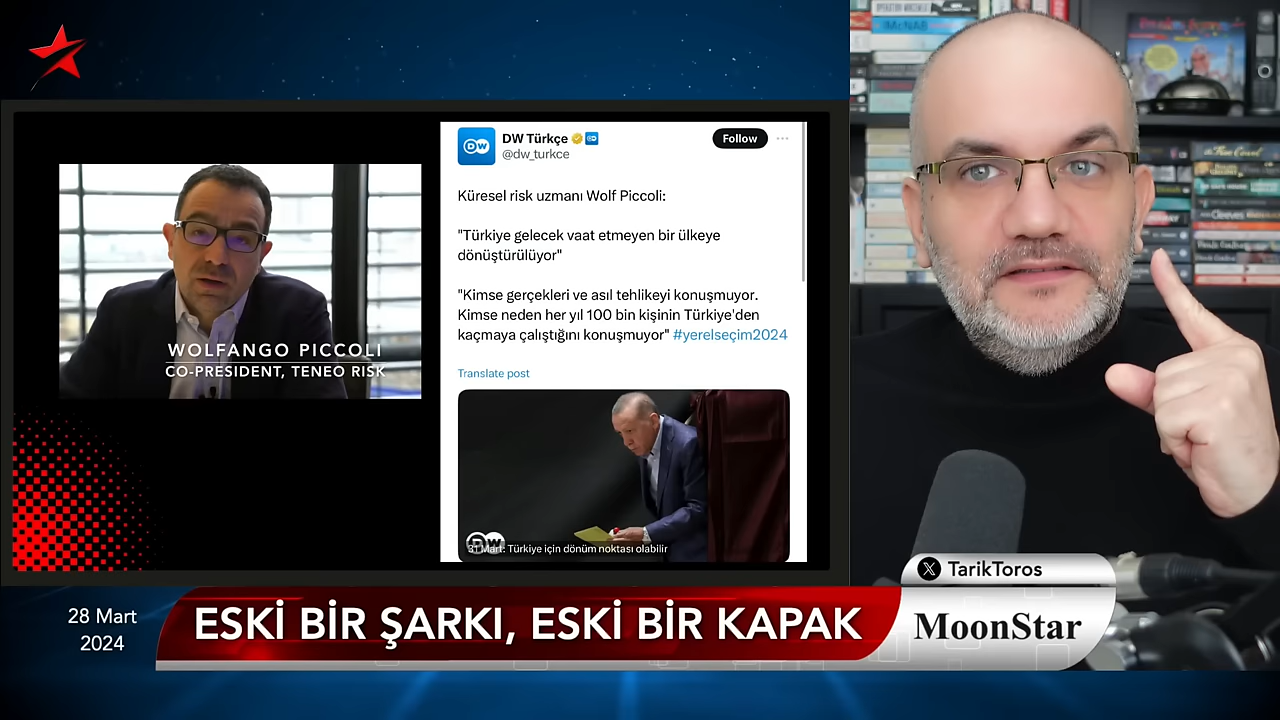 WOLFANGO PICCOLI
CO-PRESIDENT, TENEO RISK
DW
DW Türkçe
@dw_turkce
Follow
Küresel risk uzmanı Wolf Piccoli:
"Türkiye gelecek vaat etmeyen bir ülkeye
dönüştürülüyor"
"Kimse gerçekleri ve asıl tehlikeyi konuşmuyor.
Kimse neden her yıl 100 bin kişinin Türkiye'den
kaçmaya çalıştığını konuşmuyor" #yerelseçim2024
Translate post
DW
31 Mart: Türkiye için dönüm noktası olabilir
McNAB
TarikToros
MoonStar
28 Mart
2024
ESKİ BİR ŞARKI, ESKİ BİR KAPAK